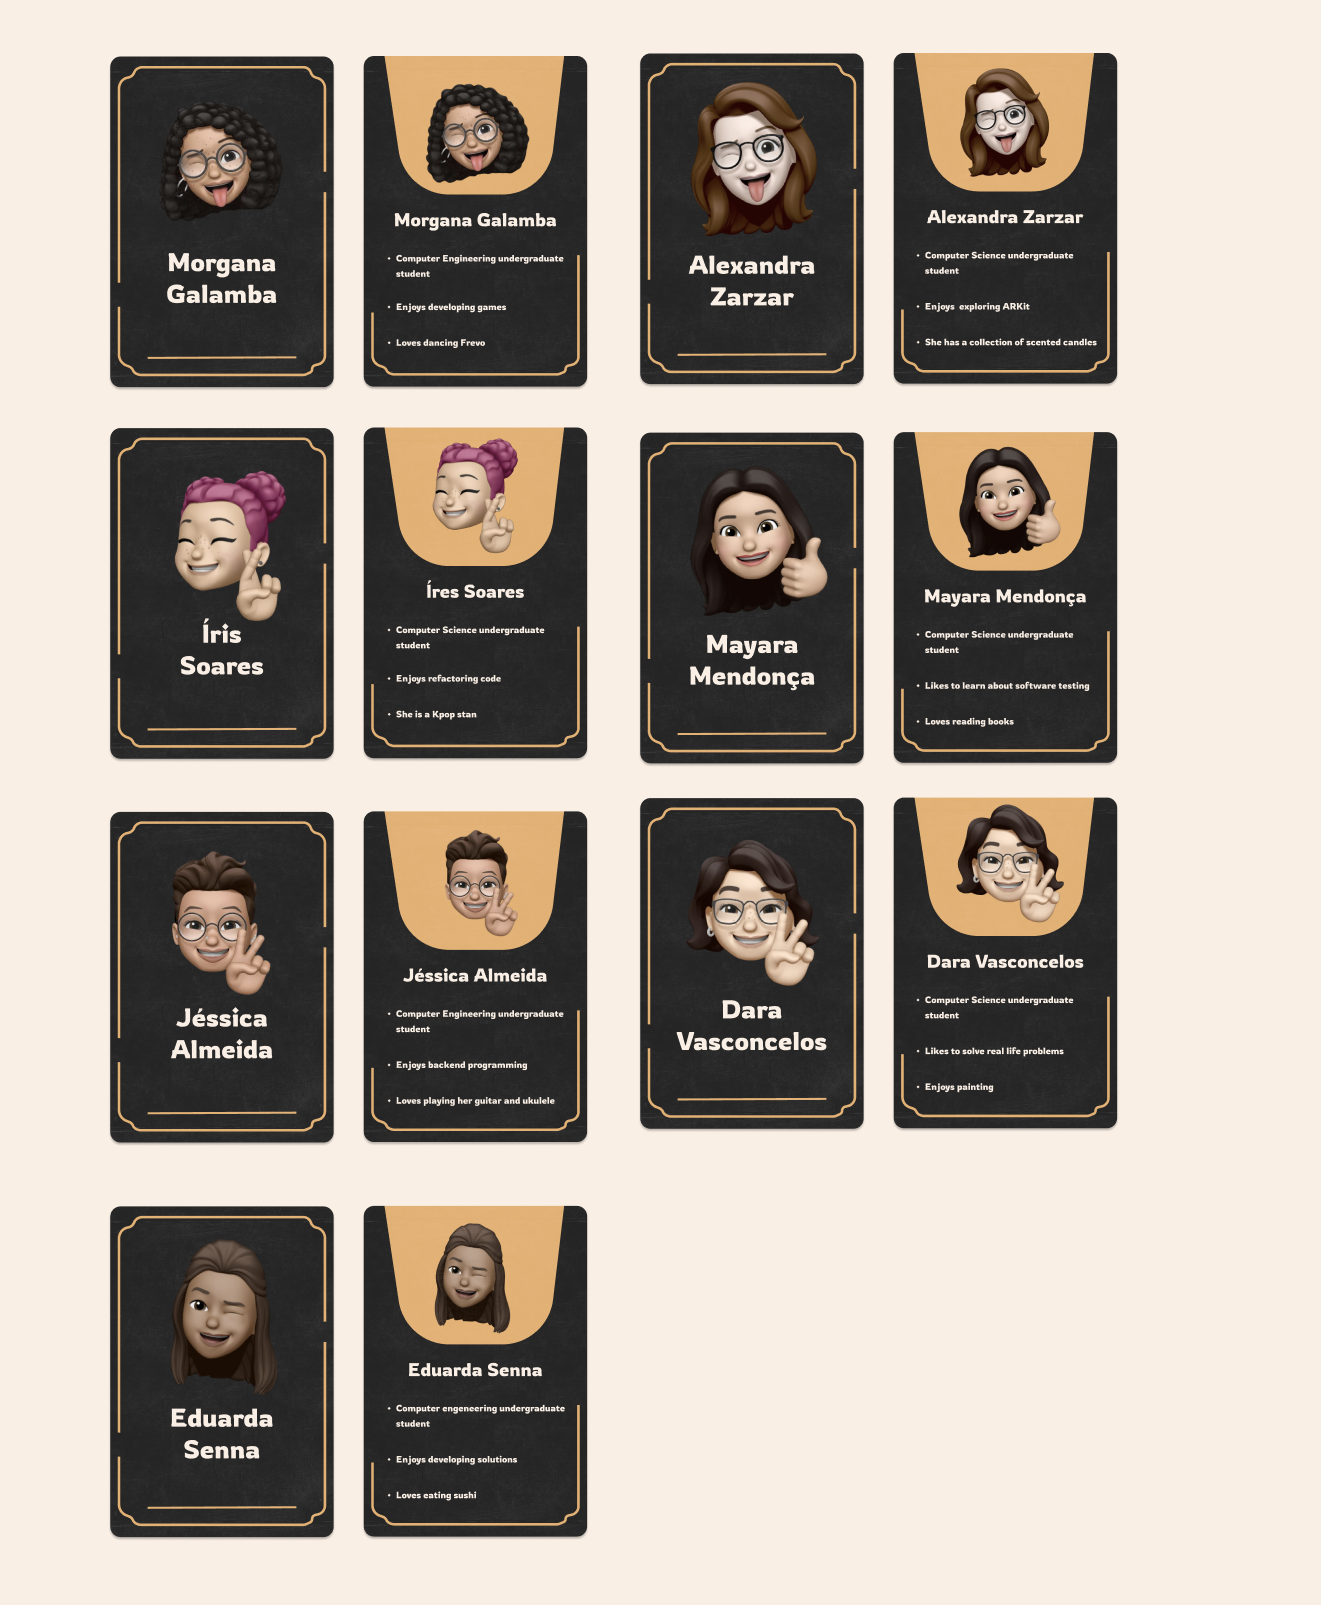 Morgana
Galamba
Morgana Galamba
• Computer Engineering undergraduate
student
• Enjoys developing games
• Loves dancing Frevo
Alexandra
Zarzar
Alexandra Zarzar
• Computer Science undergraduate
student
• Enjoys  exploring ARKit
• She has a collection of scented candles
Íris
Soares
Íres Soares
• Computer Science undergraduate
student
• Enjoys refactoring code
• She is a Kpop stan
Mayara
Mendonça
Mayara Mendonça
• Computer Science undergraduate
student
• Likes to learn about software testing
• Loves reading books
Jéssica
Almeida
Jéssica Almeida
• Computer Engineering undergraduate
student
• Enjoys backend programming
• Loves playing her guitar and ukulele
Dara
Vasconcelos
Dara Vasconcelos
• Computer Science undergraduate
student
• Likes to solve real life problems
• Enjoys painting
Eduarda
Senna
Eduarda Senna
• Computer engeneering undergraduate
student
• Enjoys developing solutions
• Loves eating sushi